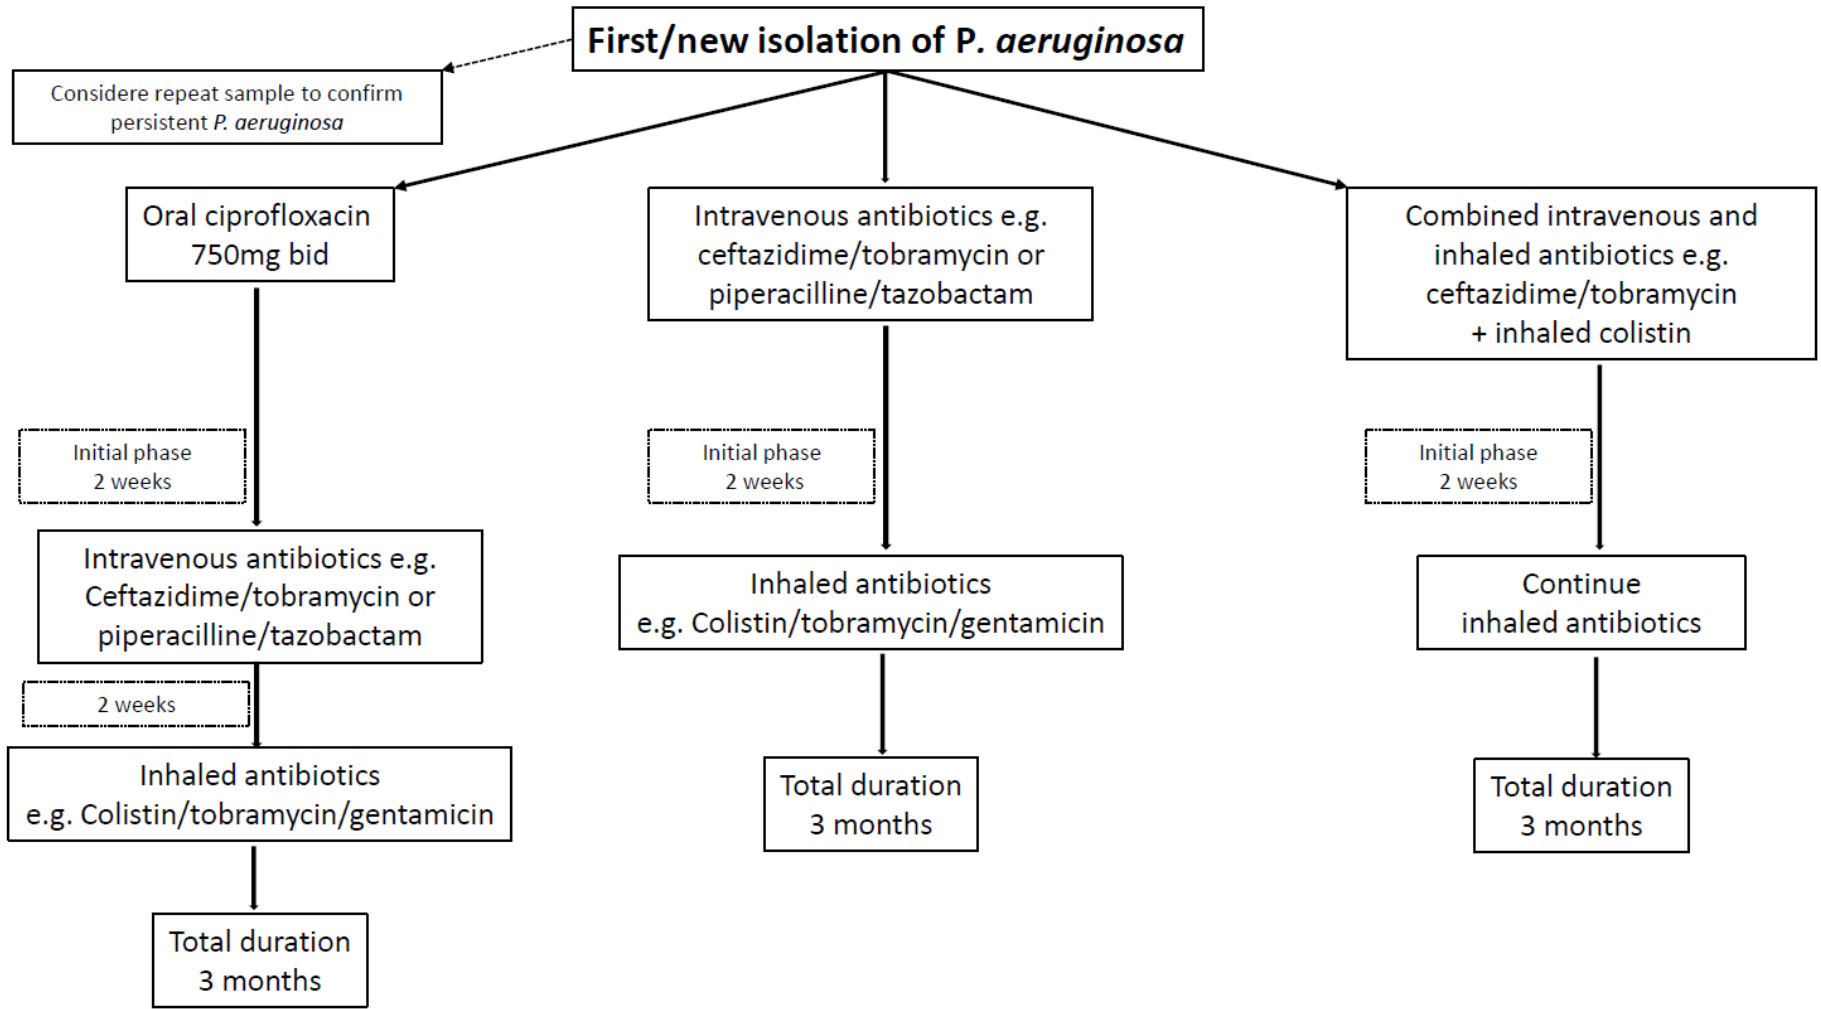 First/new isolation of P. aeruginosa
Considere repeat sample to confirm
persistent P. aeruginosa
Oral ciprofloxacin
750mg bid
Initial phase
2 weeks
Intravenous antibiotics e.g.
Ceftazidime/tobramycin or
piperacilline/tazobactam
2 weeks
Inhaled antibiotics
e.g. Colistin/tobramycin/gentamicin
Total duration
3 months
Intravenous antibiotics e.g.
ceftazidime/tobramycin or
piperacilline/tazobactam
Initial phase
2 weeks
Inhaled antibiotics
e.g. Colistin/tobramycin/gentamicin
Total duration
3 months
Combined intravenous and
inhaled antibiotics e.g.
ceftazidime/tobramycin
+ inhaled colistin
Initial phase
2 weeks
Continue
inhaled antibiotics
Total duration
3 months